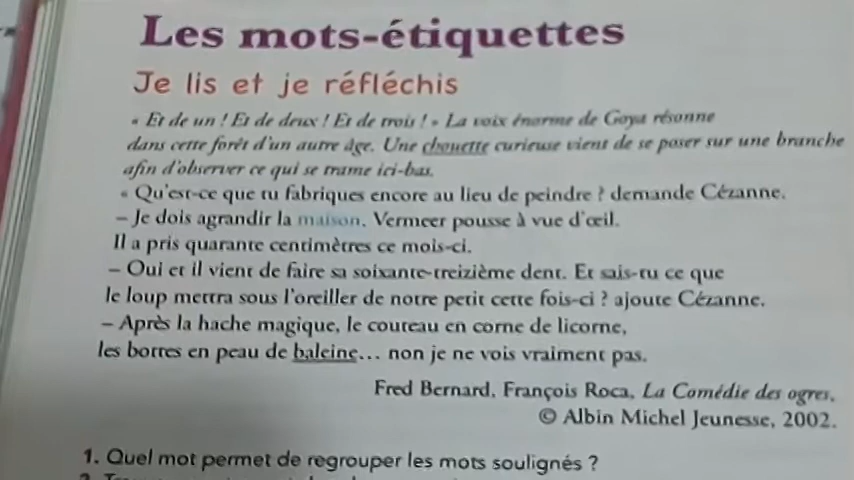 Les mots-étiquettes
Je lis et je réfléchis
« Et de un ! Et de deux ! Et de trois ! » La voix énorme de Goya résonne
dans cette forêt d'un autre âge. Une chouette curieuse vient de se poser sur une branche
afin d'observer ce qui se trame ici-bas.
« Qu'est-ce que tu fabriques encore au lieu de peindre ? demande Cézanne.
– Je dois agrandir la maison. Vermeer pousse à vue d'œil.
Il a pris quarante centimètres ce mois-ci.
– Oui et il vient de faire sa soixante-treizième dent. Et sais-tu ce que
le loup mettra sous l'oreiller de notre petit cette fois-ci ? ajoute Cézanne.
– Après la hache magique, le couteau en corne de licorne,
les bottes en peau de baleine... non je ne vois vraiment pas.
Fred Bernard, François Roca, La Comédie des ogres,
© Albin Michel Jeunesse, 2002.
1. Quel mot permet de regrouper les mots soulignés ?